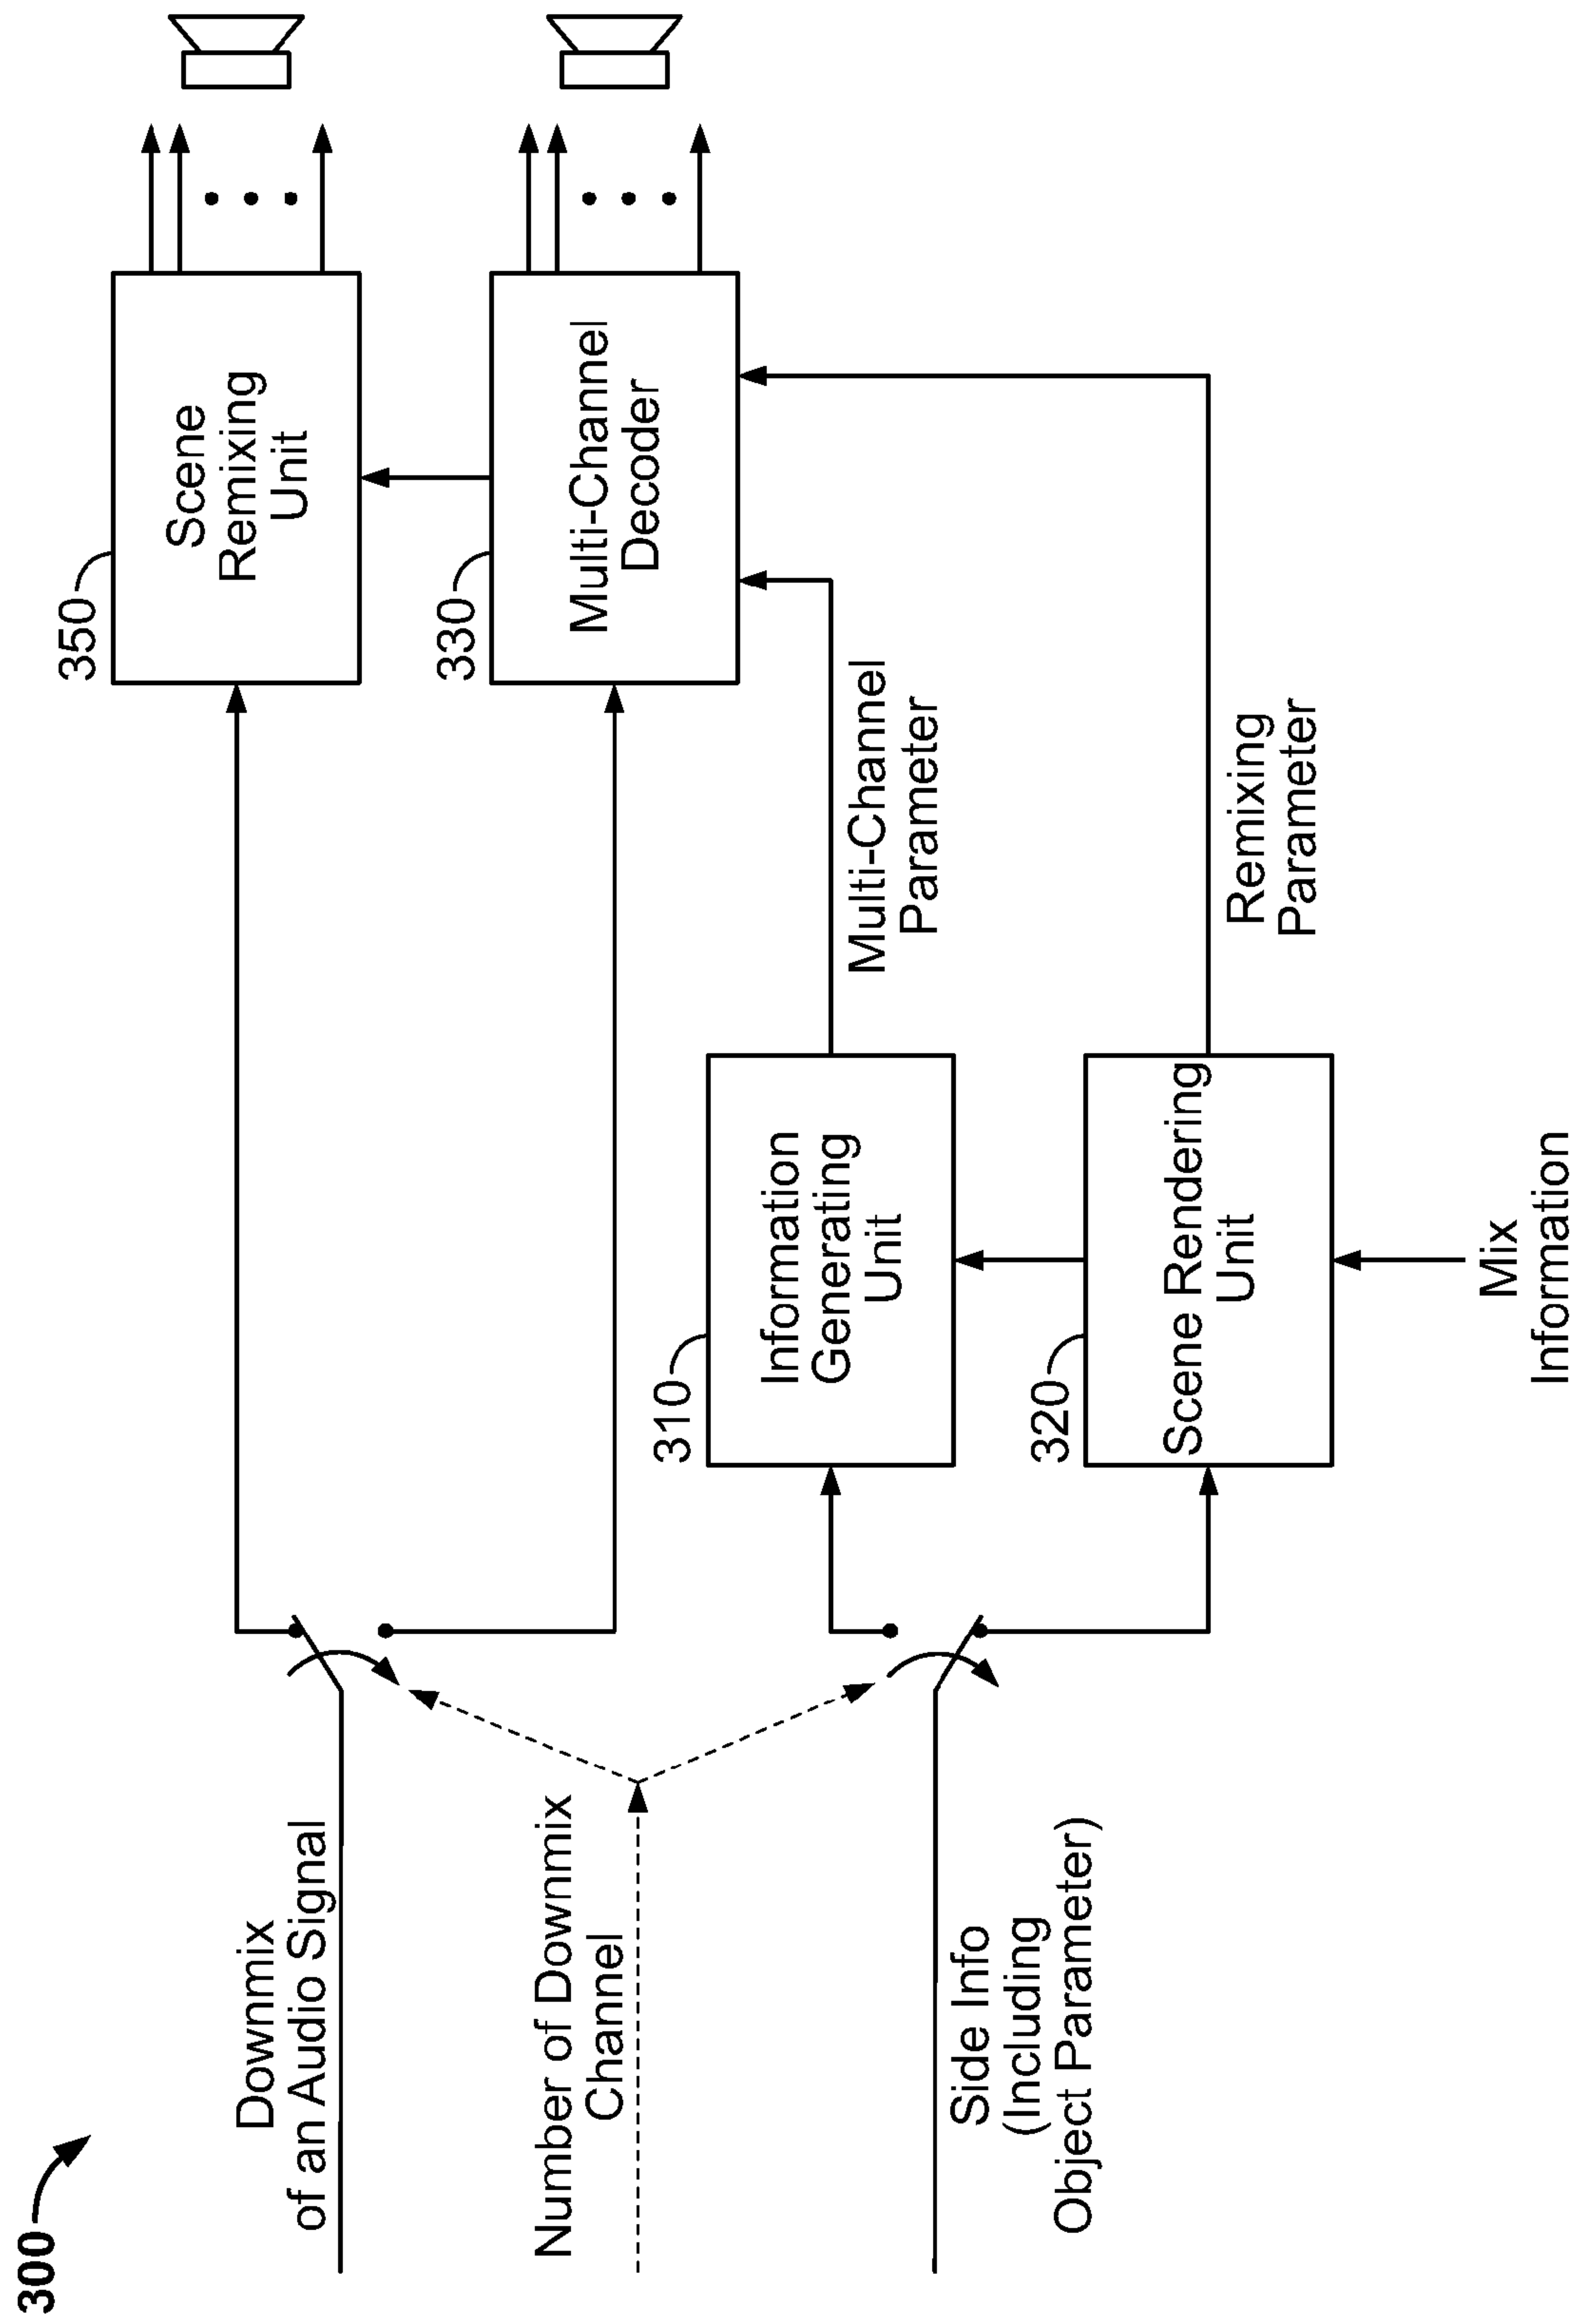 300
Downmix
of an Audio Signal
Number of Downmix
Channel
Side Info
(Including
Object Parameter)
350
Scene
Remixing
Unit
330
Multi-Channel
Decoder
310
Information
Generating
Unit
Multi-Channel
Parameter
320
Scene Rendering
Unit
Remixing
Parameter
Mix
Information